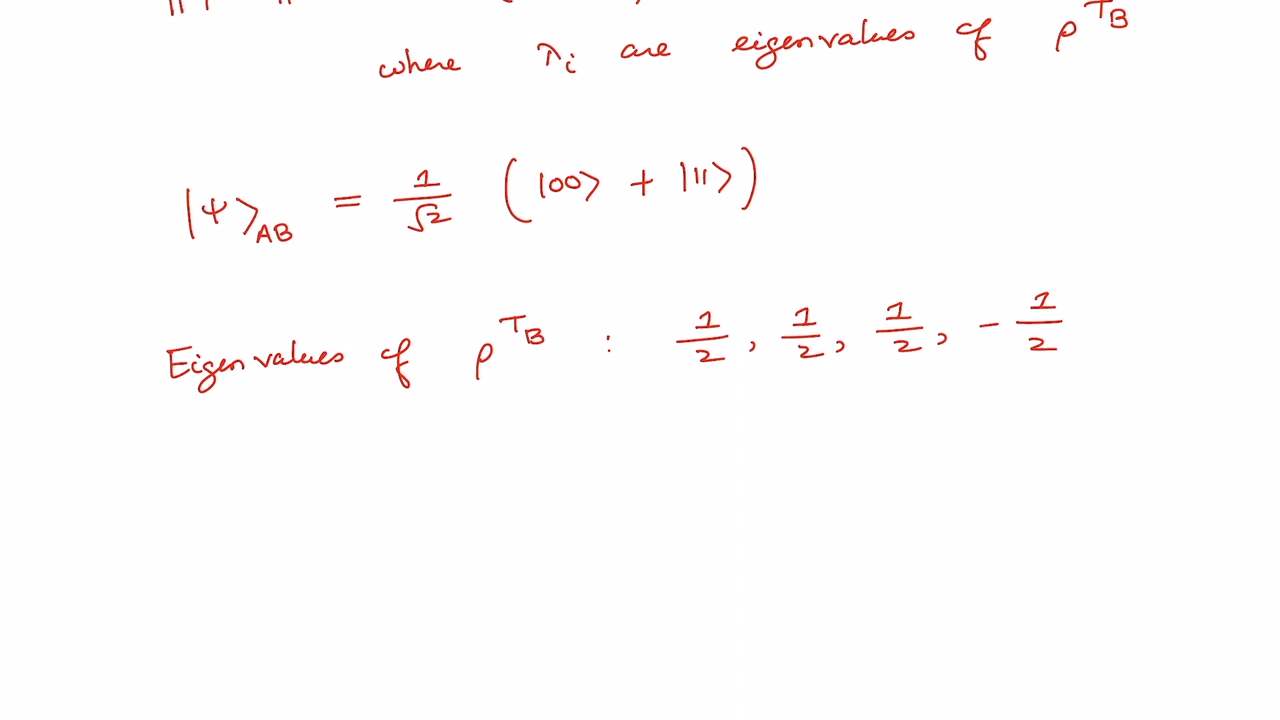 where λi are eigenvalues of ρ^TB
|ψ⟩AB = 1/√2 (|00⟩ + |11⟩)
Eigenvalues of ρ^TB : 1/2, 1/2, 1/2, - 1/2